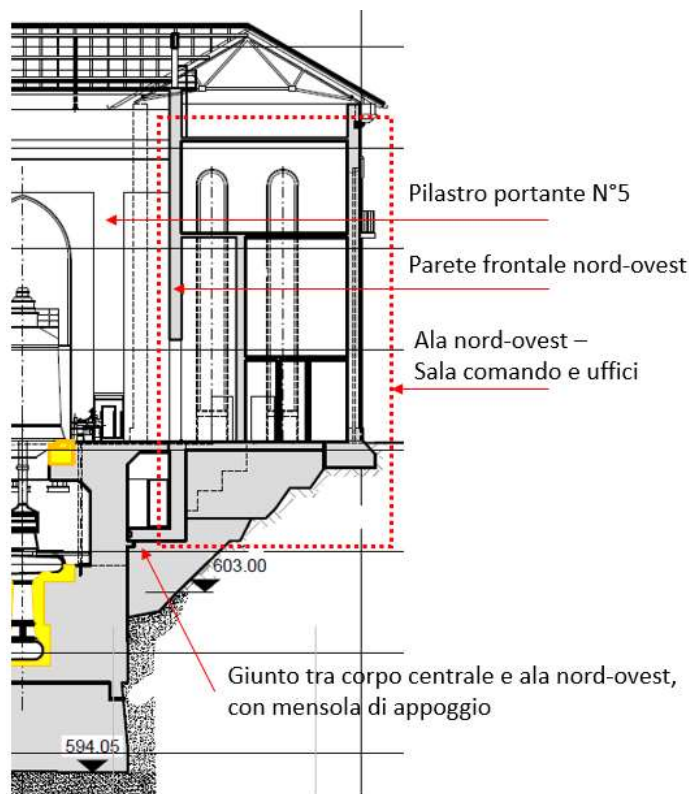 Pilastro portante N°5
Parete frontale nord-ovest
Ala nord-ovest –
Sala comando e uffici
603.00
Giunto tra corpo centrale e ala nord-ovest,
con mensola di appoggio
594.05